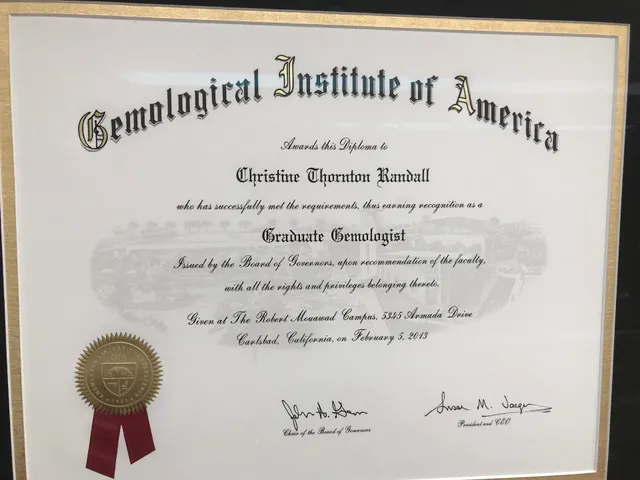 Gemological Institute of America
Awards this Diploma to
Christine Thornton Randall
who has successfully met the requirements, thus earning recognition as a
Graduate Gemologist
Issued by the Board of Governors, upon recommendation of the faculty,
with all the rights and privileges belonging thereto.
Given at The Robert Mouawad Campus, 5345 Armada Drive
Carlsbad, California, on February 5, 2013
Susan M.
Chair of the Board of Governors
President and CEO